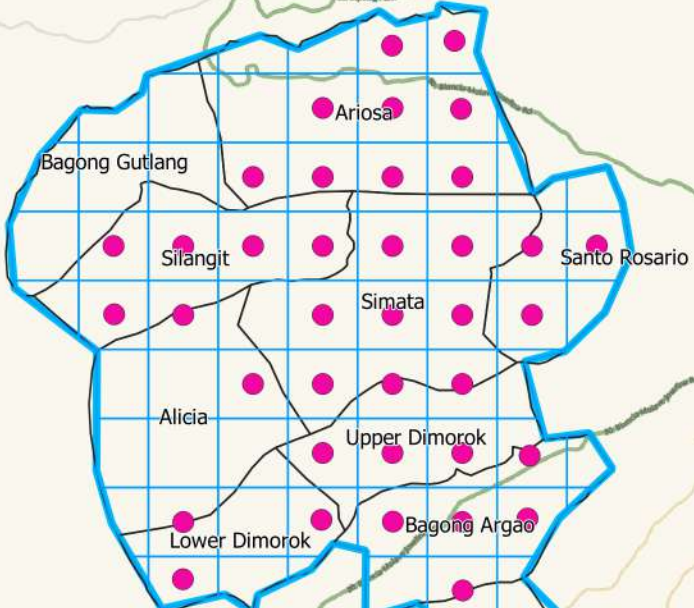 Ariosa
Bagong Gutlang
Silangit
Santo Rosario
Simata
Alicia
Upper Dimorok
Bagong Argao
Lower Dimorok